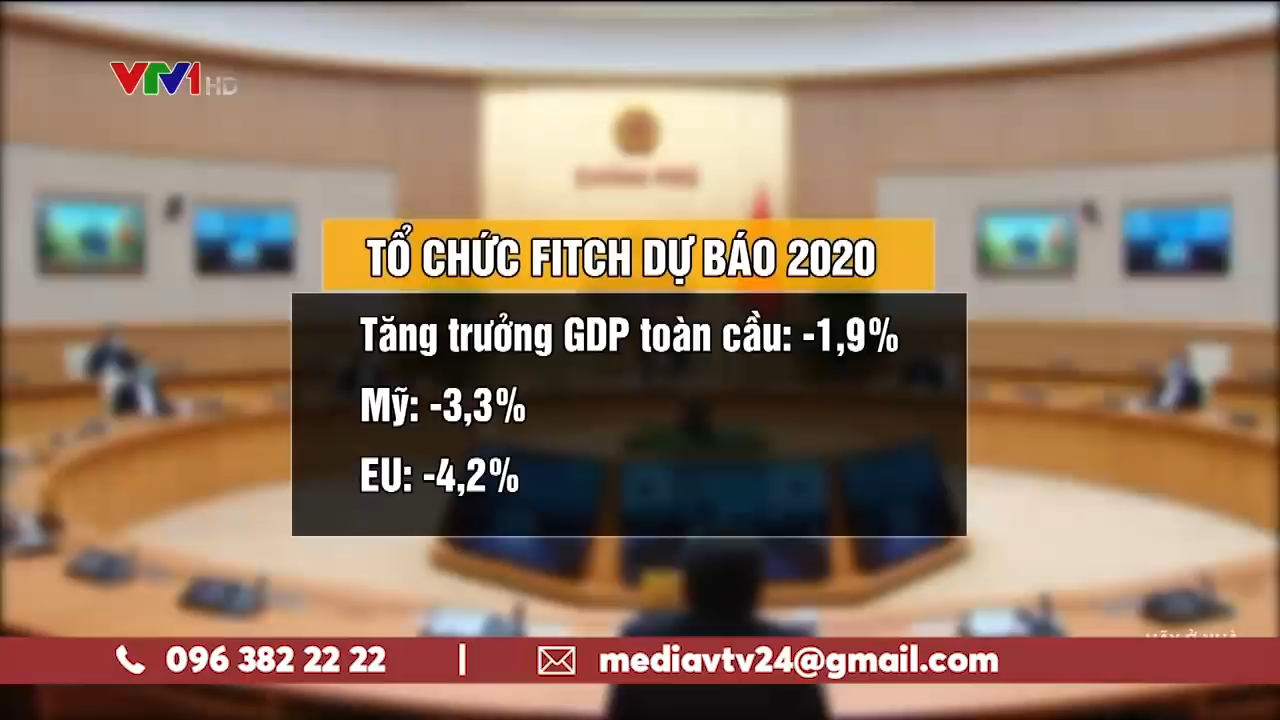 VTV1 HD
TỔ CHỨC FITCH DỰ BÁO 2020
Tăng trưởng GDP toàn cầu: -1,9%
Mỹ: -3,3%
EU: -4,2%
096 382 22 22 | mediavtv24@gmail.com